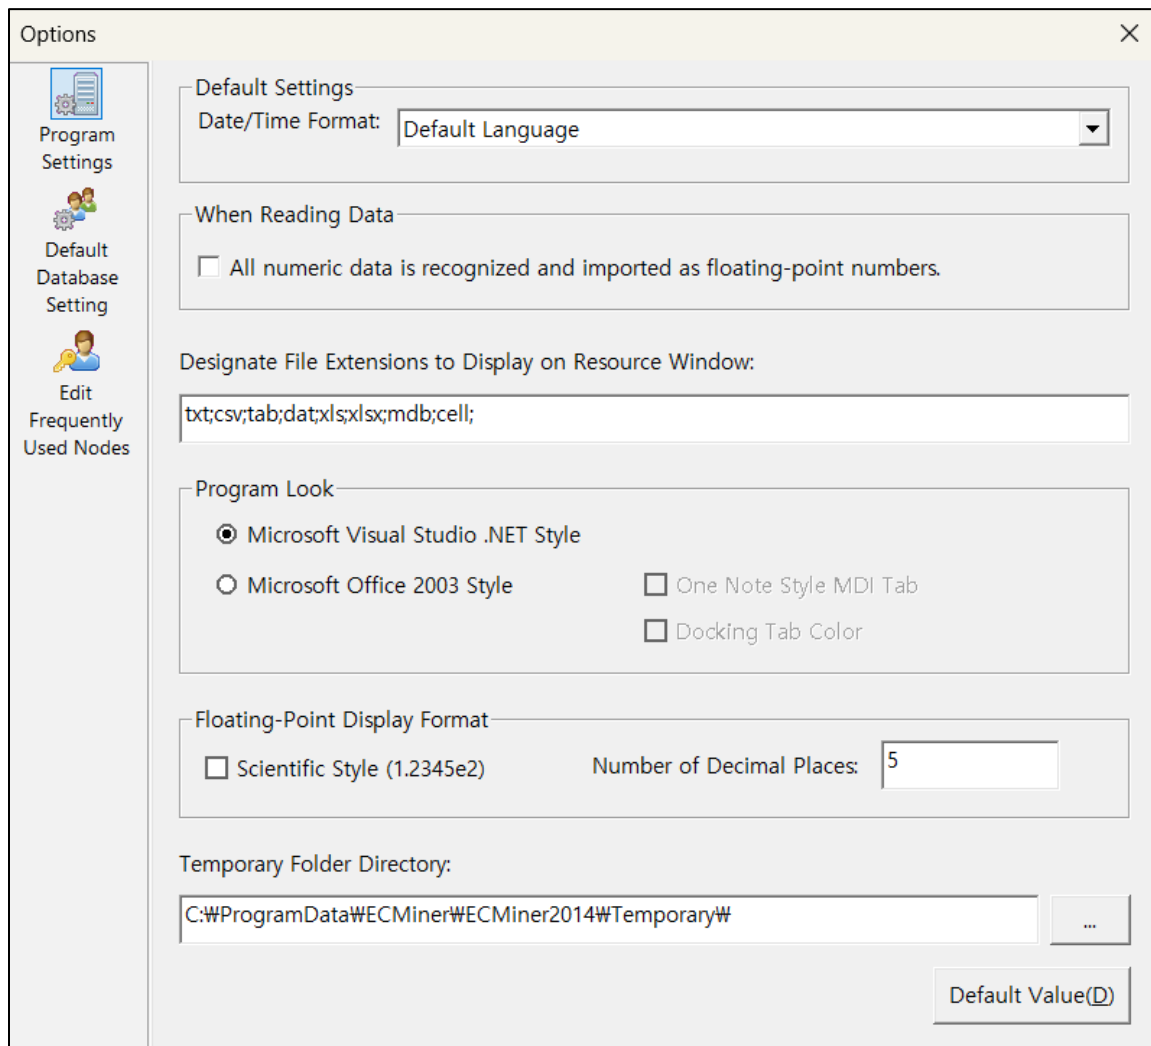 Options
Program
Settings
Default
Database
Setting
Edit
Frequently
Used Nodes
Default Settings
Date/Time Format:
Default Language
When Reading Data
All numeric data is recognized and imported as floating-point numbers.
Designate File Extensions to Display on Resource Window:
txt;csv;tab;dat;xls;xlsx;mdb;cell;
Program Look
Microsoft Visual Studio .NET Style
Microsoft Office 2003 Style
One Note Style MDI Tab
Docking Tab Color
Floating-Point Display Format
Scientific Style (1.2345e2)
Number of Decimal Places:
5
Temporary Folder Directory:
C:₩ProgramData₩ECMiner₩ECMiner2014₩Temporary₩
...
Default Value(D)